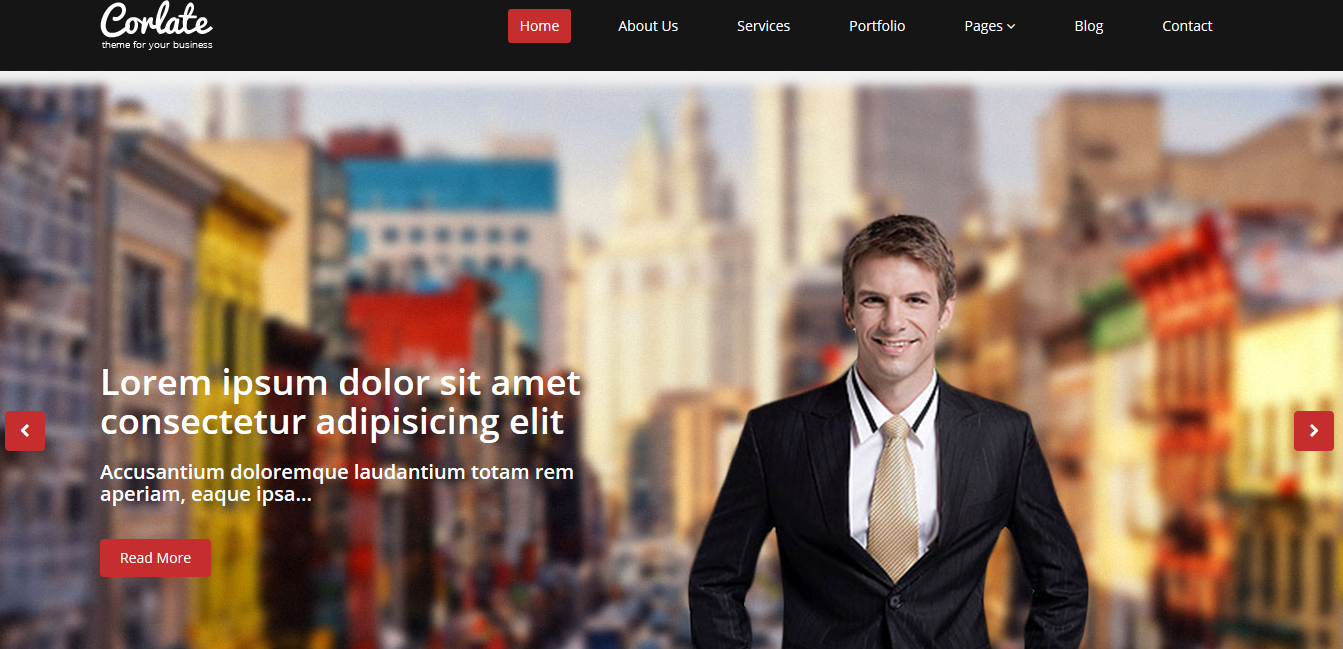 Corlate
theme for your business
Home
About Us
Services
Portfolio
Pages
Blog
Contact
Lorem ipsum dolor sit amet
consectetur adipisicing elit
Accusantium doloremque laudantium totam rem
aperiam, eaque ipsa...
Read More